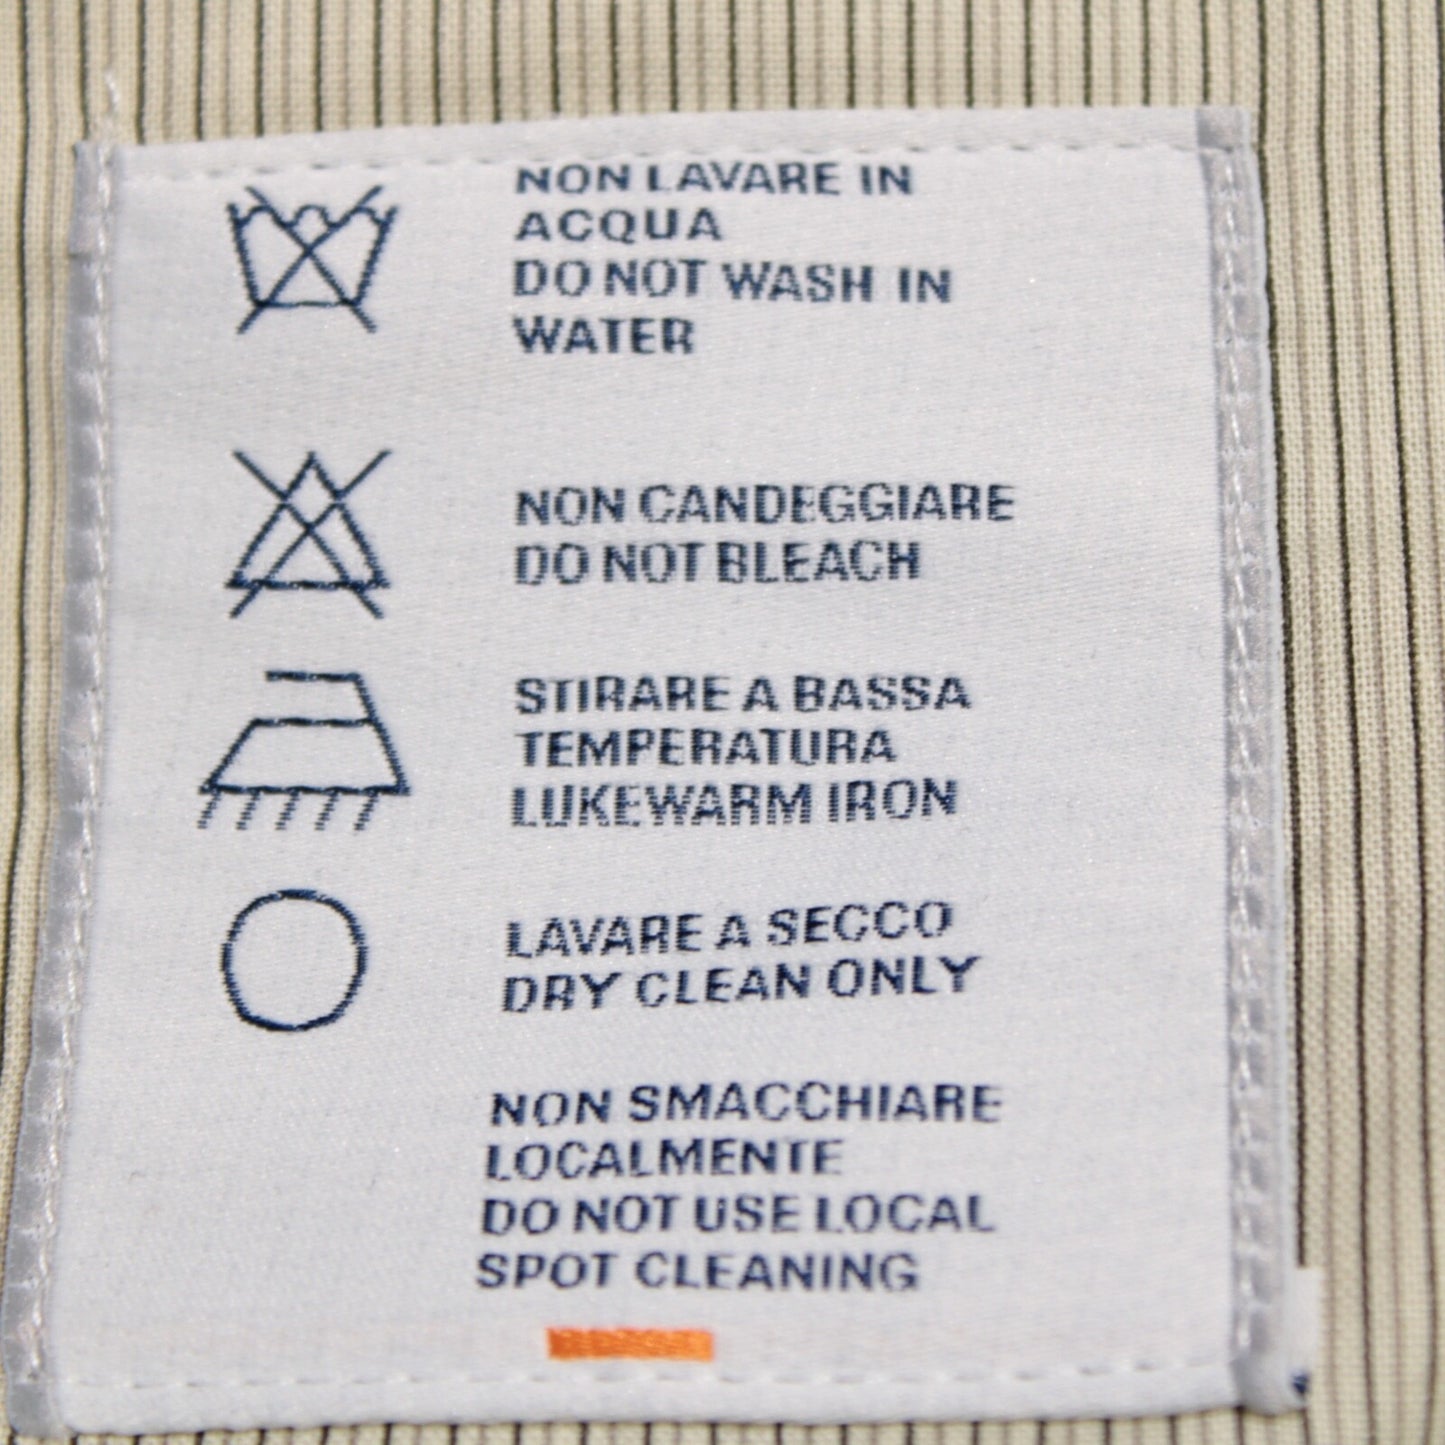 NON LAVARE IN
ACQUA
DO NOT WASH IN
WATER
NON CANDEGGIARE
DO NOT BLEACH
STIRARE A BASSA
TEMPERATURA
LUKEWARM IRON
LAVARE A SECCO
DRY CLEAN ONLY
NON SMACCHIARE
LOCALMENTE
DO NOT USE LOCAL
SPOT CLEANING